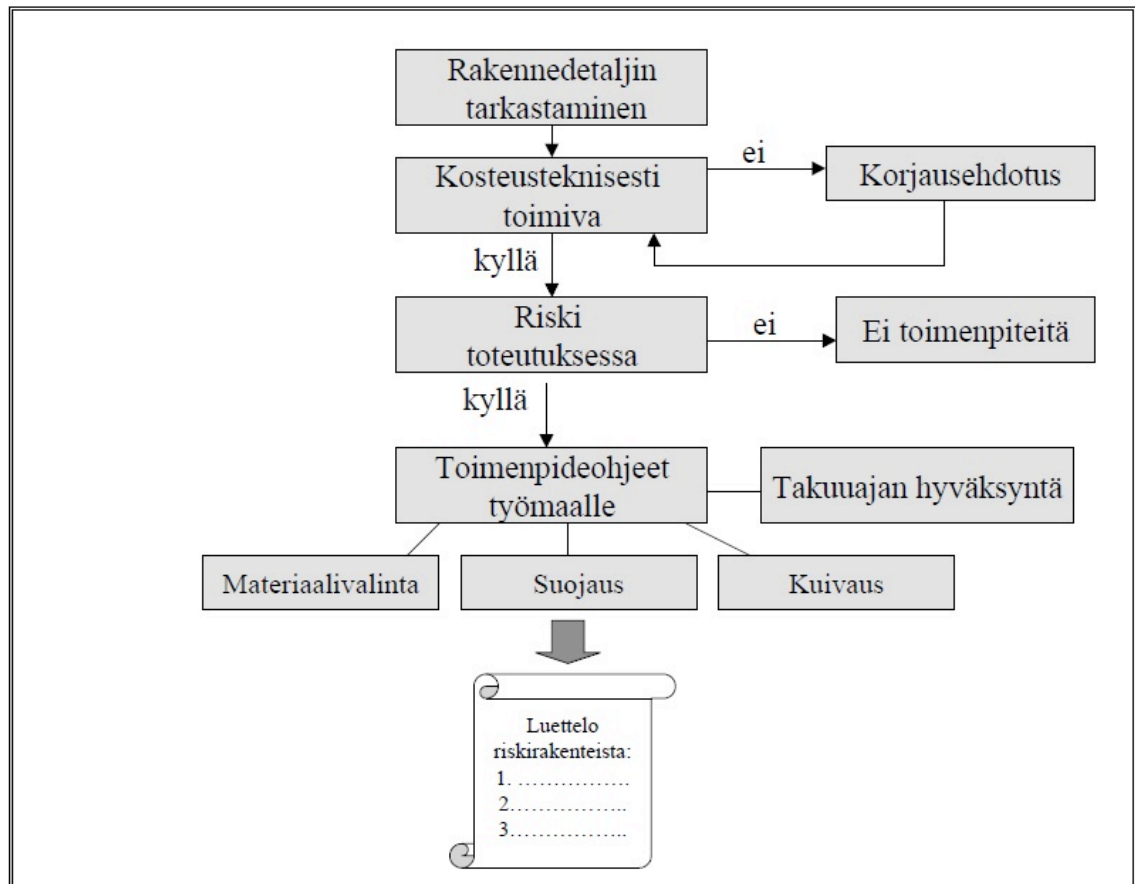 Rakennedetaljin
tarkastaminen
Kosteusteknisesti
toimiva
ei
Korjausehdotus
kyllä
Riski
toteutuksessa
ei
Ei toimenpiteitä
kyllä
Toimenpideohjeet
työmaalle
Takuuajan hyväksyntä
Materiaalivalinta
Suojaus
Kuivaus
Luettelo
riskirakenteista:
1. …………….
2……………..
3……………..